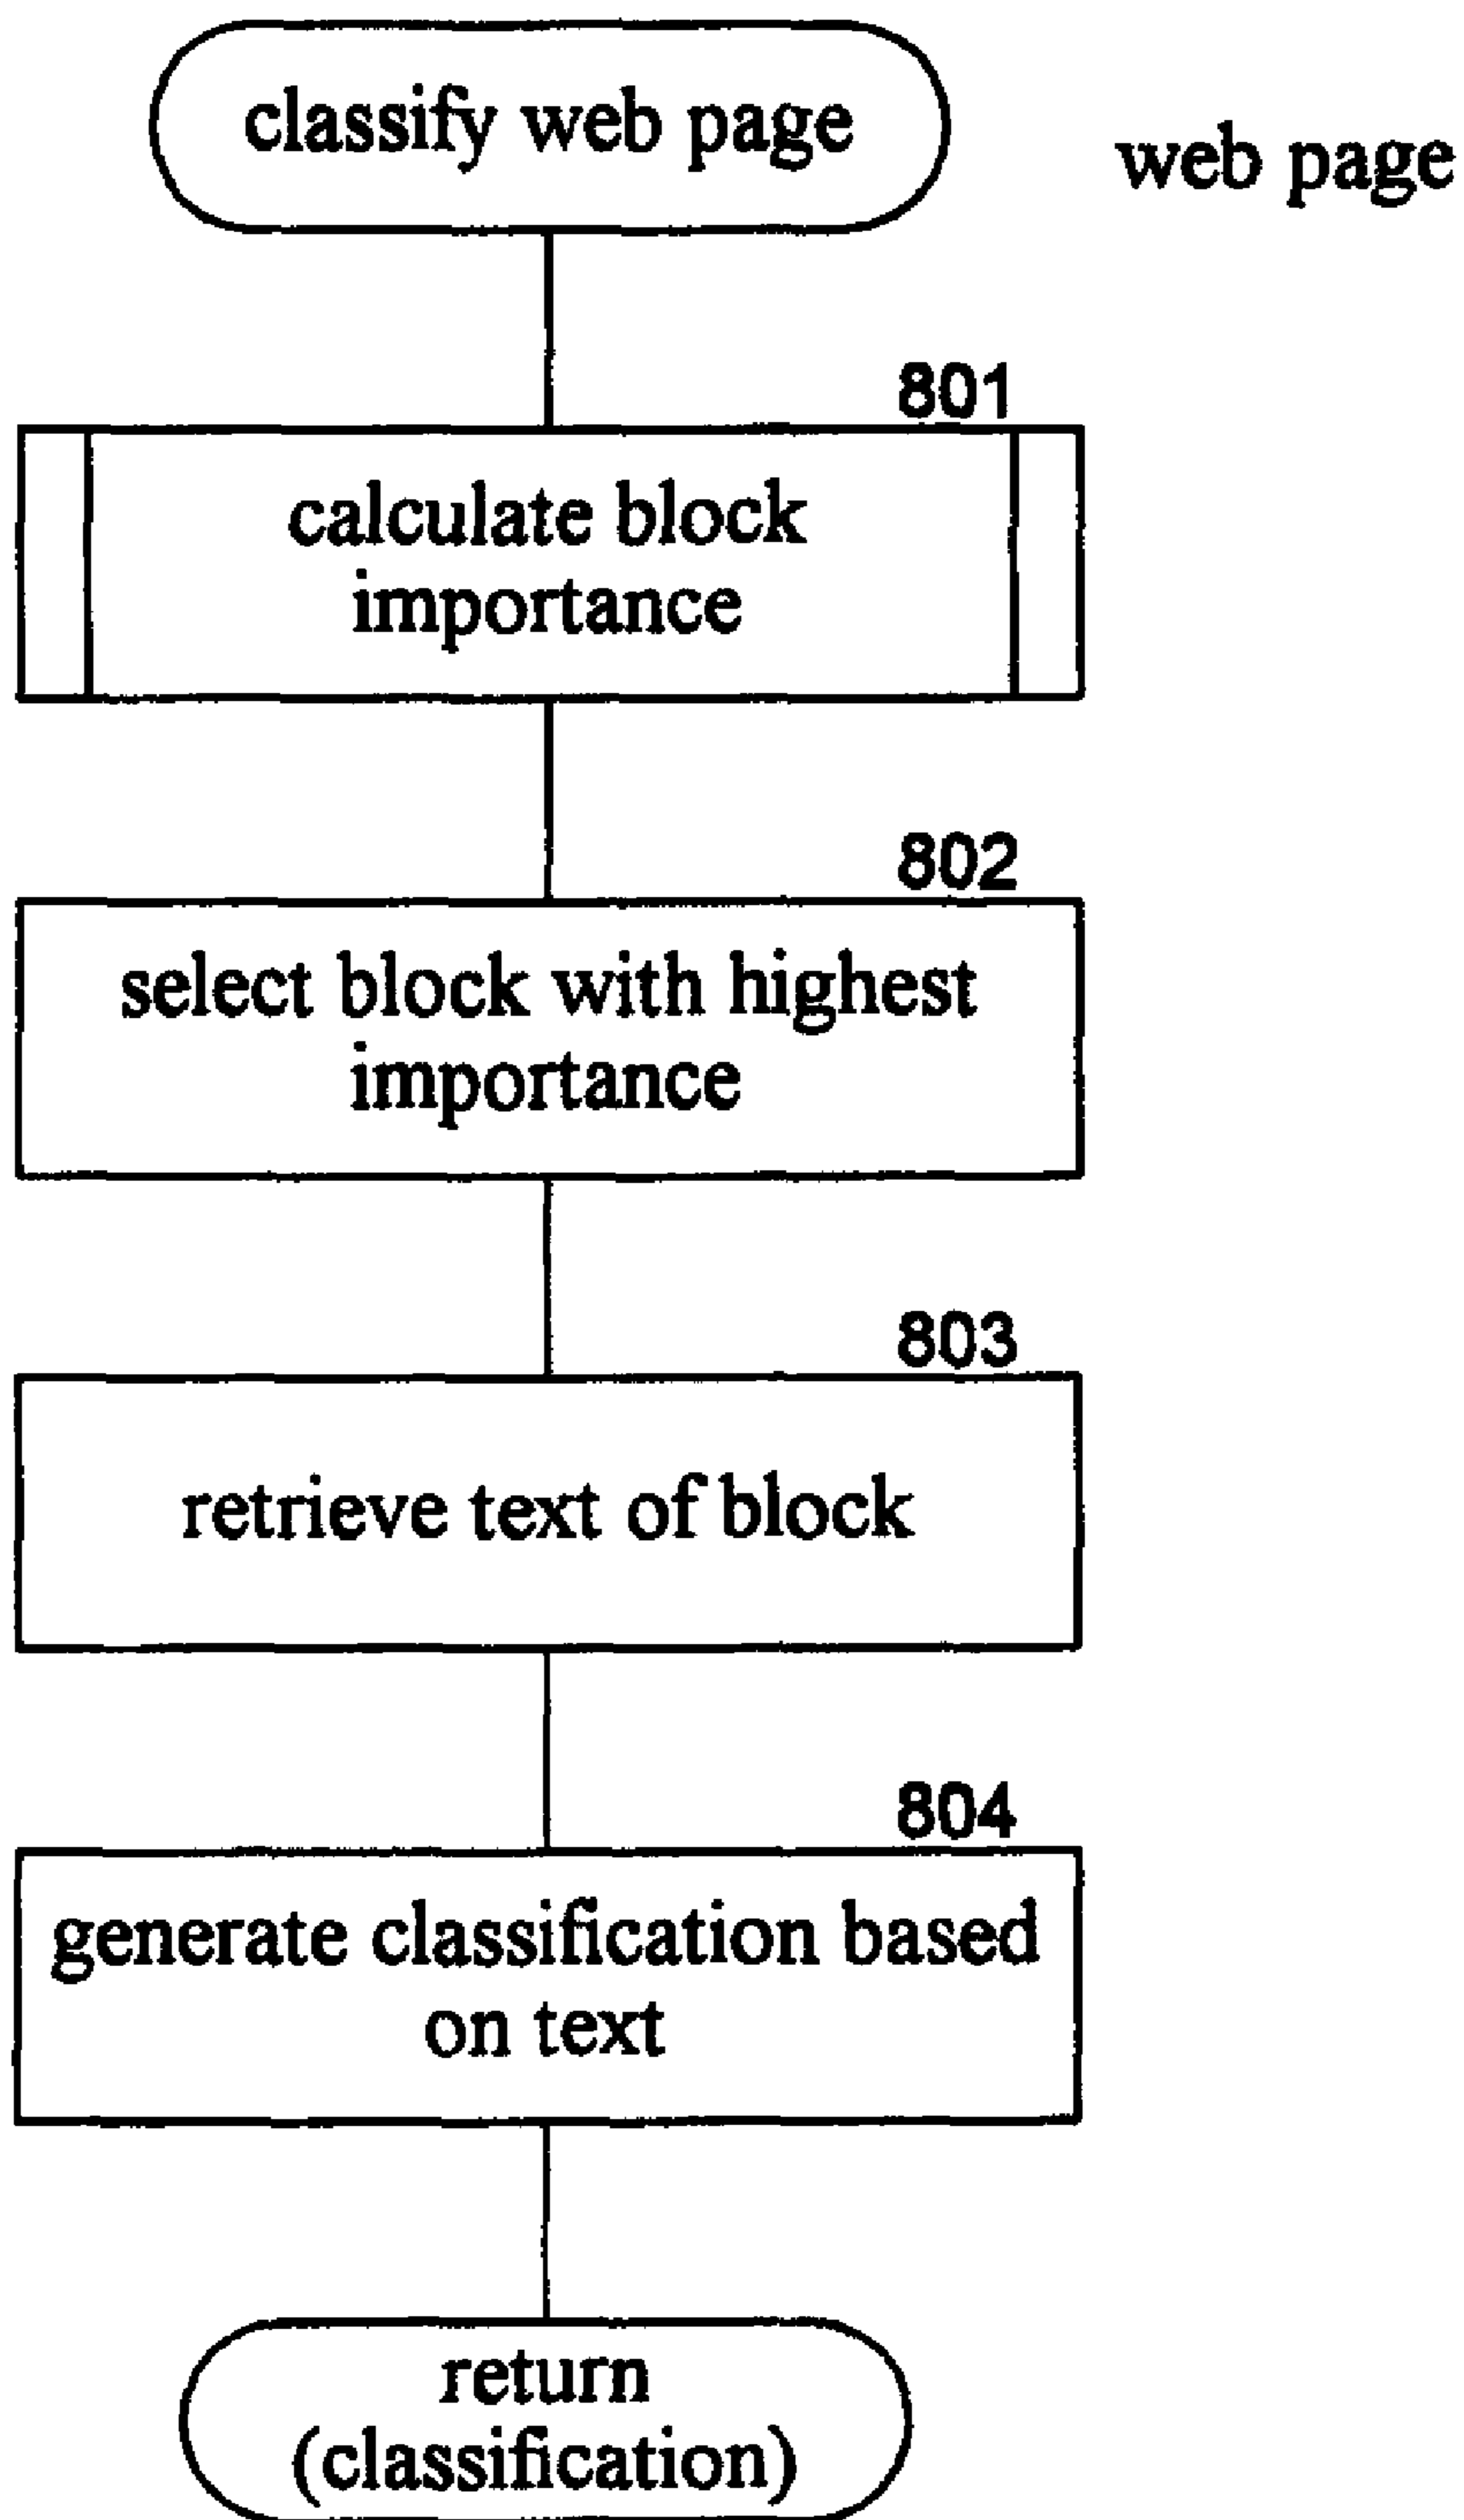 classify web page
web page
801
calculate block
importance
802
select block with highest
importance
803
retrieve text of block
804
generate classification based
on text
return
(classification)